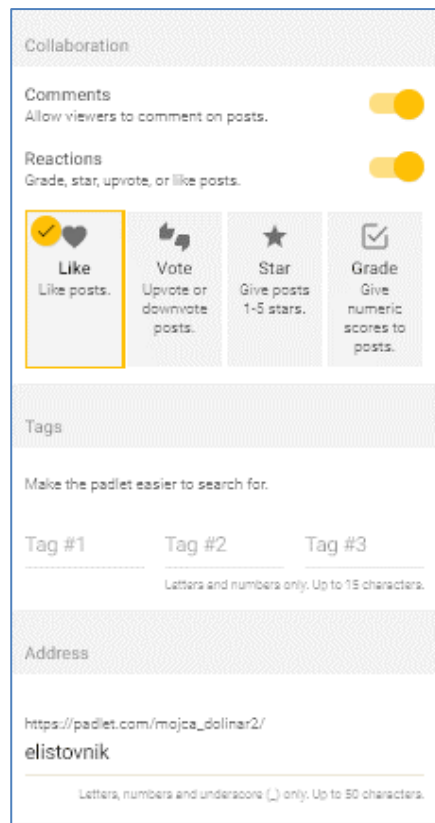 Collaboration
Comments
Allow viewers to comment on posts.
Reactions
Grade, star, upvote, or like posts.
Like
Like posts.
Vote
Upvote or
downvote
posts.
Star
Give posts
1-5 stars.
Grade
Give
numeric
scores to
posts.
Tags
Make the padlet easier to search for.
Tag #1 Tag #2 Tag #3
Letters and numbers only. Up to 15 characters.
Address
https://padlet.com/mojca_dolinar2/
elistovnik
Letters, numbers and underscore (_) only. Up to 50 characters.